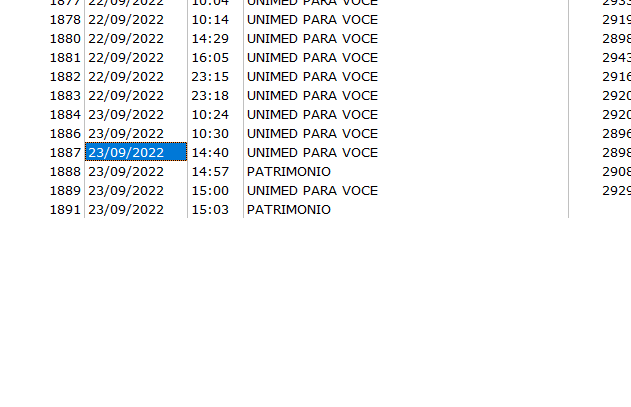 1877 22/09/2022 10:04 UNIMED PARA VOCE 2933
1878 22/09/2022 10:14 UNIMED PARA VOCE 2919
1880 22/09/2022 14:29 UNIMED PARA VOCE 2898
1881 22/09/2022 16:05 UNIMED PARA VOCE 2943
1882 22/09/2022 23:15 UNIMED PARA VOCE 2916
1883 22/09/2022 23:18 UNIMED PARA VOCE 2920
1884 23/09/2022 10:24 UNIMED PARA VOCE 2920
1886 23/09/2022 10:30 UNIMED PARA VOCE 2896
1887 23/09/2022 14:40 UNIMED PARA VOCE 2898
1888 23/09/2022 14:57 PATRIMONIO 2908
1889 23/09/2022 15:00 UNIMED PARA VOCE 2929
1891 23/09/2022 15:03 PATRIMONIO